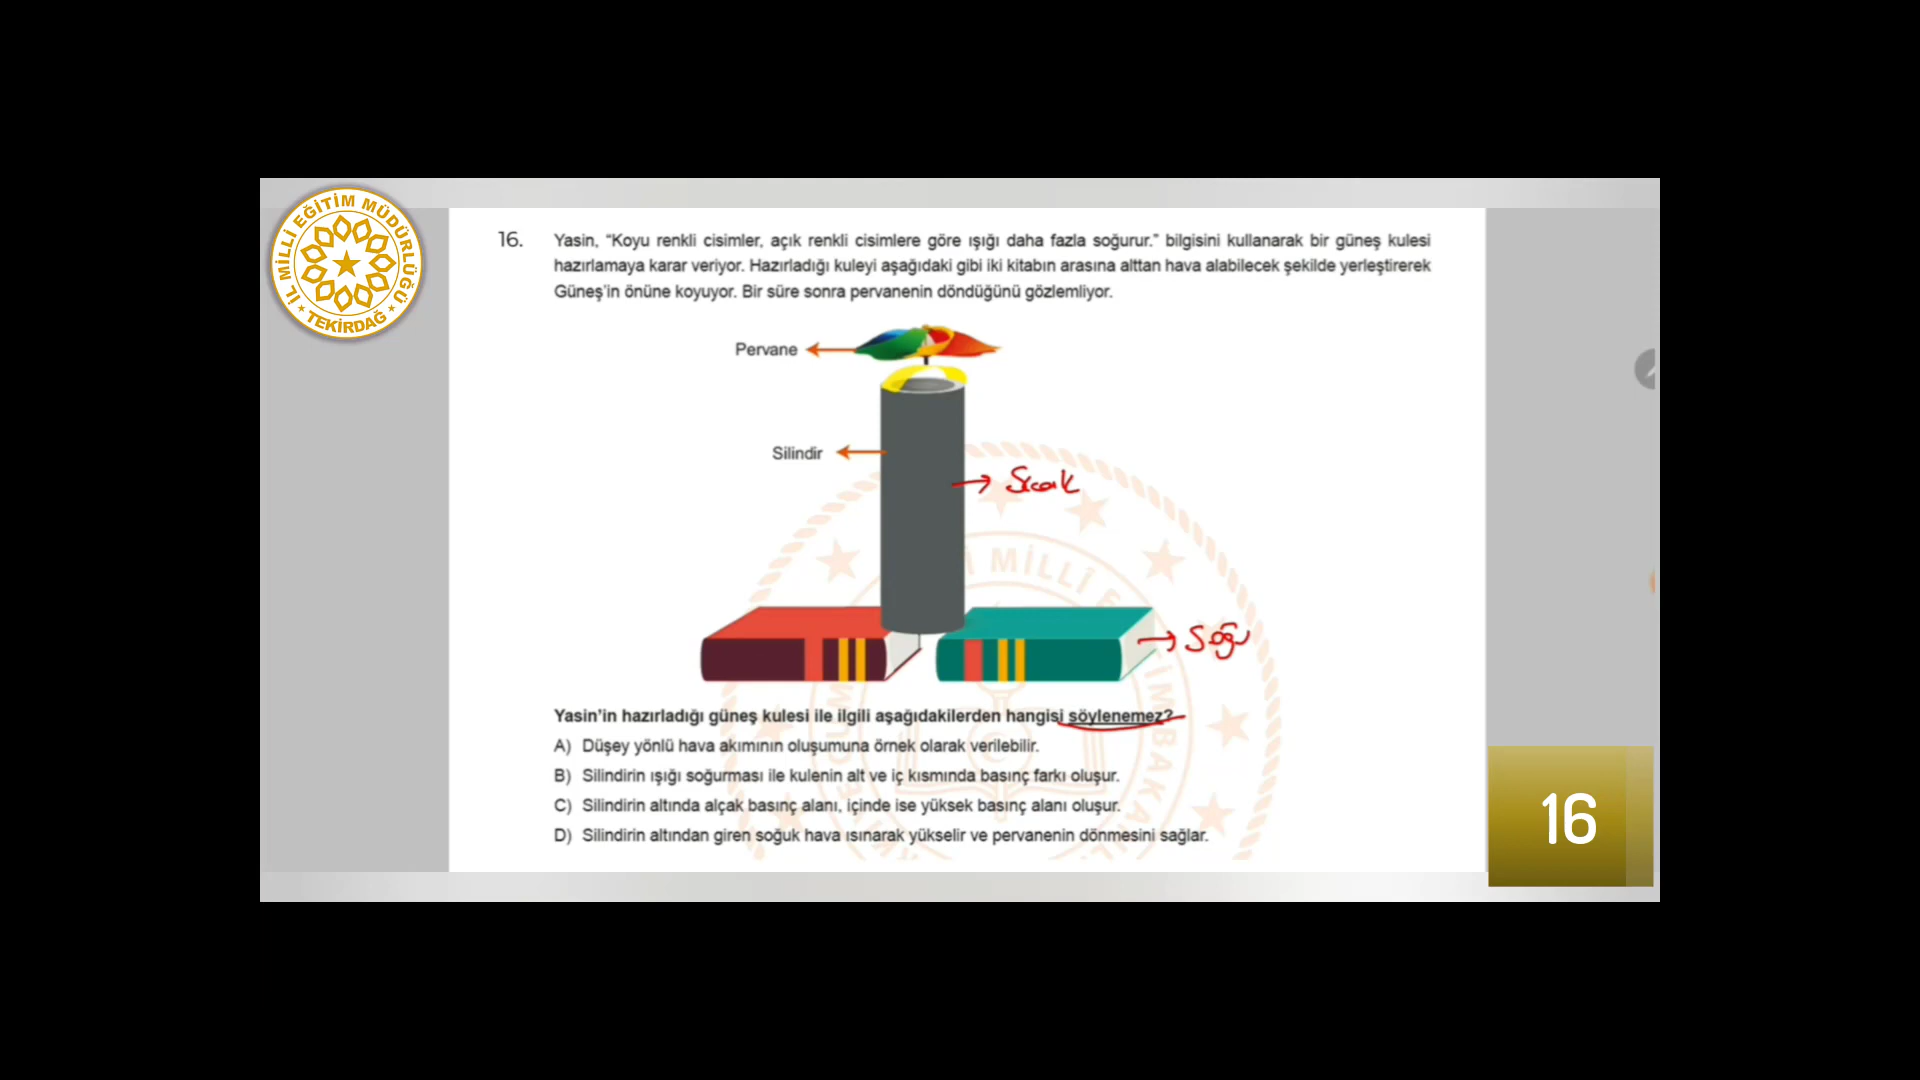 İL MİLLİ EĞİTİM MÜDÜRLÜĞÜ
TEKİRDAĞ
16.
Yasin, “Koyu renkli cisimler, açık renkli cisimlere göre ışığı daha fazla soğurur.” bilgisini kullanarak bir güneş kulesi
hazırlamaya karar veriyor. Hazırladığı kuleyi aşağıdaki gibi iki kitabın arasına alttan hava alabilecek şekilde yerleştirerek
Güneş’in önüne koyuyor. Bir süre sonra pervanenin döndüğünü gözlemliyor.
Pervane
Silindir
Sıcak
Soğu
Yasin’in hazırladığı güneş kulesi ile ilgili aşağıdakilerden hangisi söylenemez?
A) Düşey yönlü hava akımının oluşumuna örnek olarak verilebilir.
B) Silindirin ışığı soğurması ile kulenin alt ve iç kısmında basınç farkı oluşur.
C) Silindirin altında alçak basınç alanı, içinde ise yüksek basınç alanı oluşur.
D) Silindirin altından giren soğuk hava ısınarak yükselir ve pervanenin dönmesini sağlar.
16